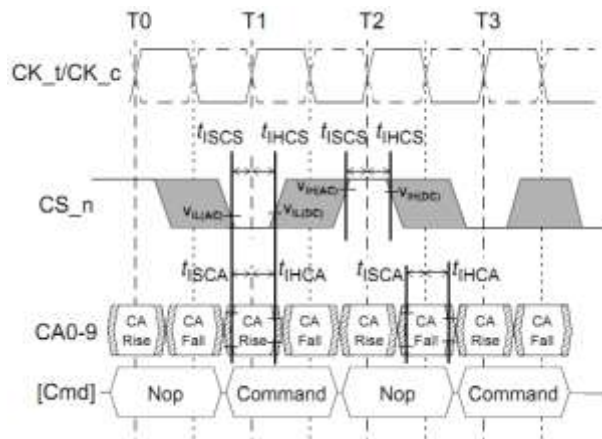 T0 T1 T2 T3
CK_t/CK_c
tISCS tIHCS tISCS tIHCS
VIH(AC) VIH(DC)
CS_n
VIL(AC) VIL(DC)
tISCA tIHCA tISCA tIHCA
CA0-9
CA Rise CA Fall CA Rise CA Fall CA Rise CA Fall CA Rise CA Fall
[Cmd] Nop Command Nop Command